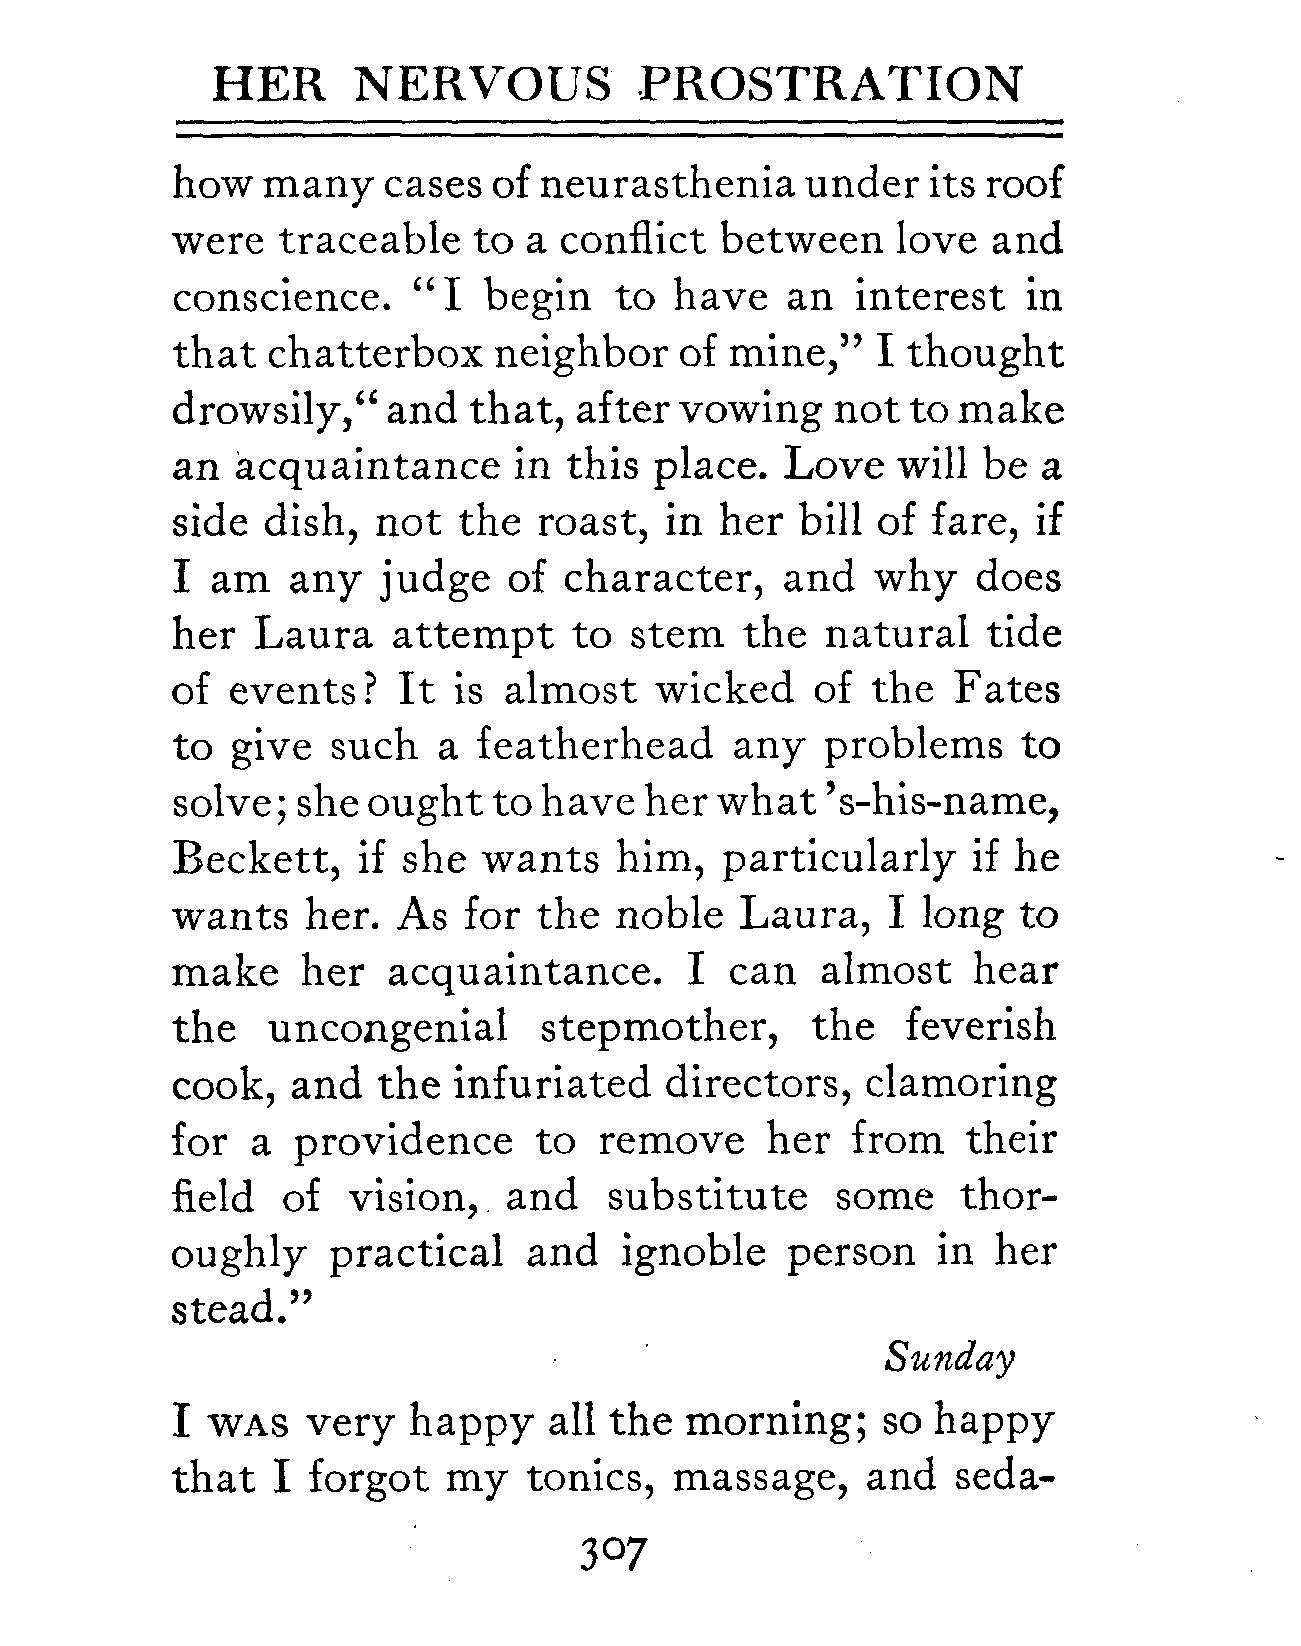 HER NERVOUS PROSTRATION
how many cases of neurasthenia under its roof
were traceable to a conflict between love and
conscience. “I begin to have an interest in
that chatterbox neighbor of mine,” I thought
drowsily,“ and that, after vowing not to make
an acquaintance in this place. Love will be a
side dish, not the roast, in her bill of fare, if
I am any judge of character, and why does
her Laura attempt to stem the natural tide
of events? It is almost wicked of the Fates
to give such a featherhead any problems to
solve; she ought to have her what ’s-his-name,
Beckett, if she wants him, particularly if he
wants her. As for the noble Laura, I long to
make her acquaintance. I can almost hear
the uncongenial stepmother, the feverish
cook, and the infuriated directors, clamoring
for a providence to remove her from their
field of vision, and substitute some thor-
oughly practical and ignoble person in her
stead.”
Sunday
I WAS very happy all the morning; so happy
that I forgot my tonics, massage, and seda-
307